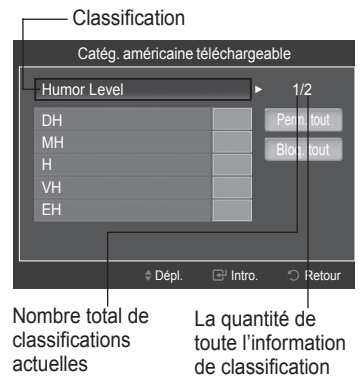 Classification
Catég. américaine téléchargeable
Humor Level ► 1/2
DH
Perm. tout
MH
Bloq. tout
H
VH
EH
Dépl. Intro. Retour
Nombre total de
classifications
actuelles
La quantité de
toute l’information
de classification